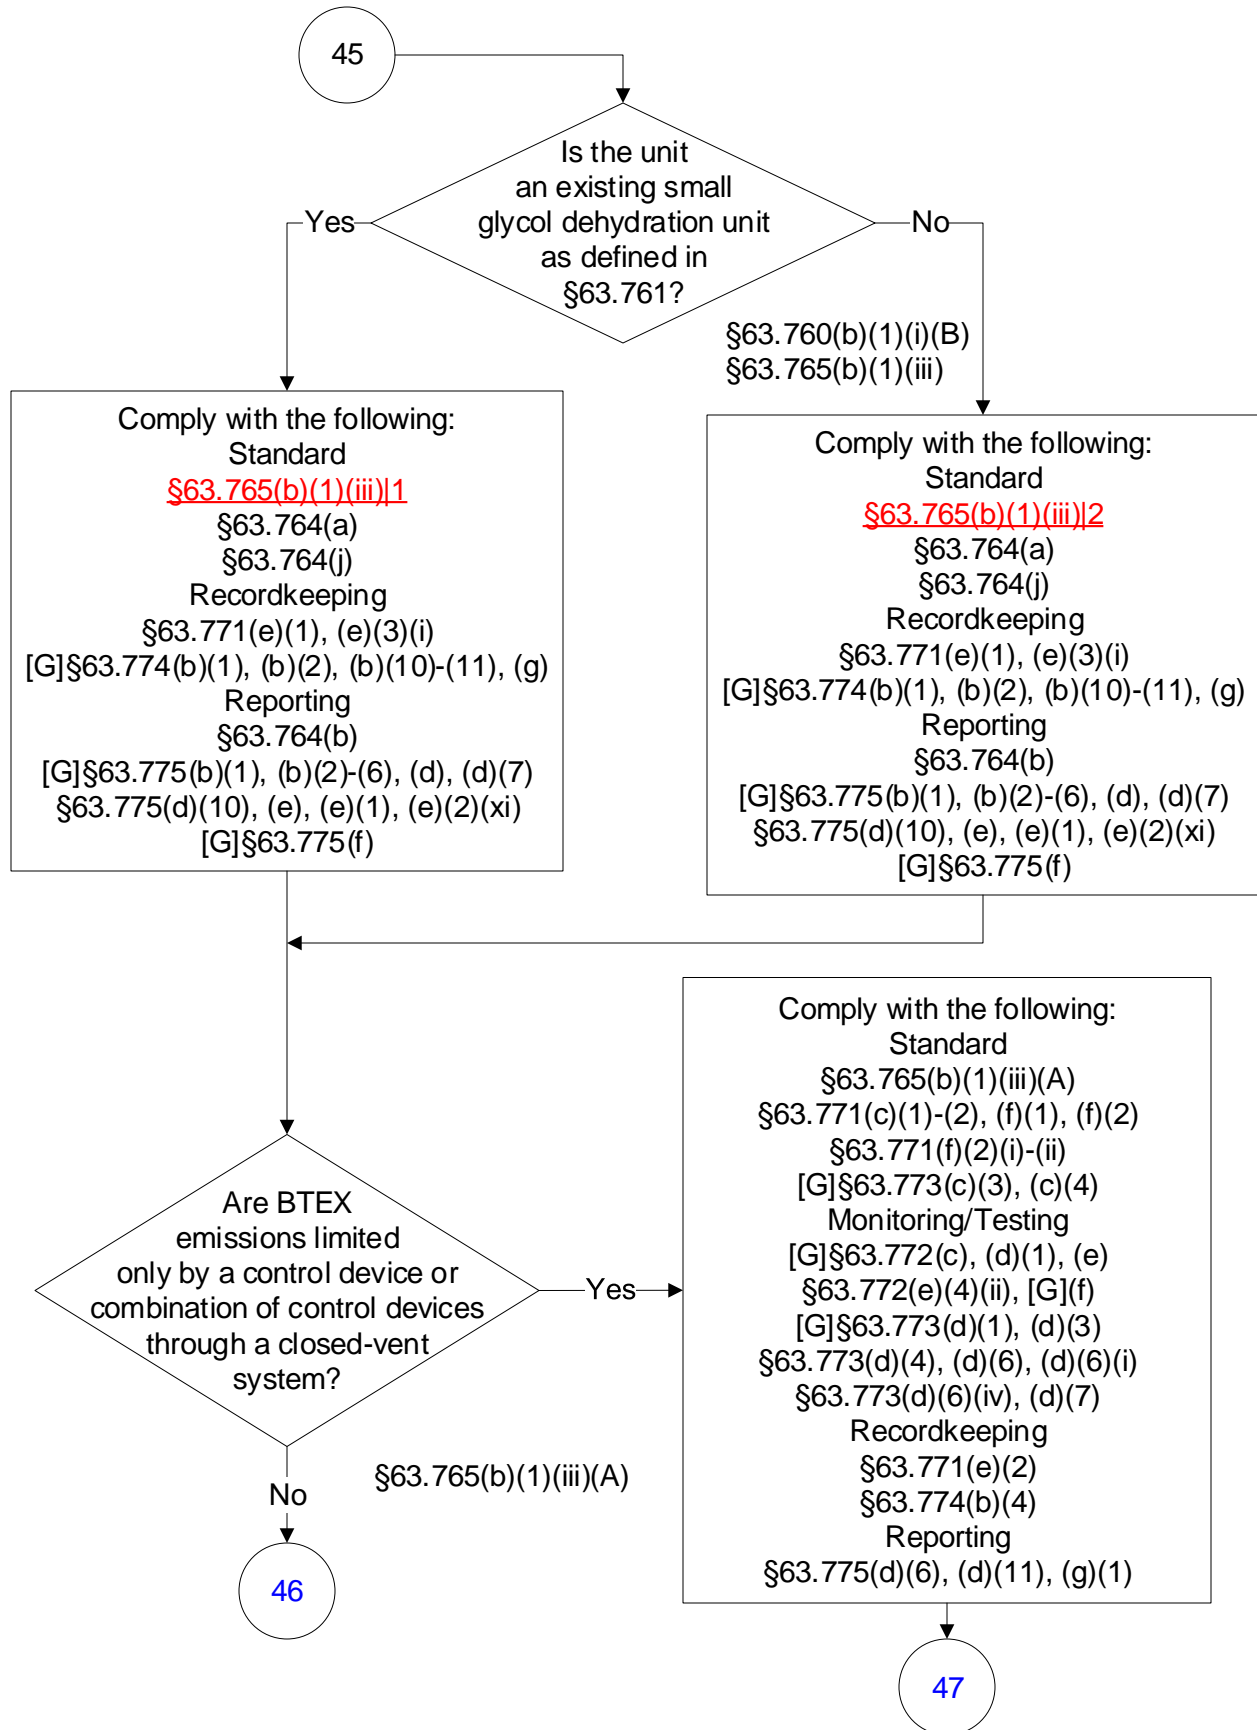 45
Is the unit
an existing small
glycol dehydration unit
as defined in
§63.761?
Yes
No
§63.760(b)(1)(i)(B)
§63.765(b)(1)(iii)
Comply with the following:
Standard
§63.765(b)(1)(iii)|1
§63.764(a)
§63.764(j)
Recordkeeping
§63.771(e)(1), (e)(3)(i)
[G]§63.774(b)(1), (b)(2), (b)(10)-(11), (g)
Reporting
§63.764(b)
[G]§63.775(b)(1), (b)(2)-(6), (d), (d)(7)
§63.775(d)(10), (e), (e)(1), (e)(2)(xi)
[G]§63.775(f)
Comply with the following:
Standard
§63.765(b)(1)(iii)|2
§63.764(a)
§63.764(j)
Recordkeeping
§63.771(e)(1), (e)(3)(i)
[G]§63.774(b)(1), (b)(2), (b)(10)-(11), (g)
Reporting
§63.764(b)
[G]§63.775(b)(1), (b)(2)-(6), (d), (d)(7)
§63.775(d)(10), (e), (e)(1), (e)(2)(xi)
[G]§63.775(f)
Are BTEX
emissions limited
only by a control device or
combination of control devices
through a closed-vent
system?
Yes
No
§63.765(b)(1)(iii)(A)
46
Comply with the following:
Standard
§63.765(b)(1)(iii)(A)
§63.771(c)(1)-(2), (f)(1), (f)(2)
§63.771(f)(2)(i)-(ii)
[G]§63.773(c)(3), (c)(4)
Monitoring/Testing
[G]§63.772(c), (d)(1), (e)
§63.772(e)(4)(ii), [G](f)
[G]§63.773(d)(1), (d)(3)
§63.773(d)(4), (d)(6), (d)(6)(i)
§63.773(d)(6)(iv), (d)(7)
Recordkeeping
§63.771(e)(2)
§63.774(b)(4)
Reporting
§63.775(d)(6), (d)(11), (g)(1)
47